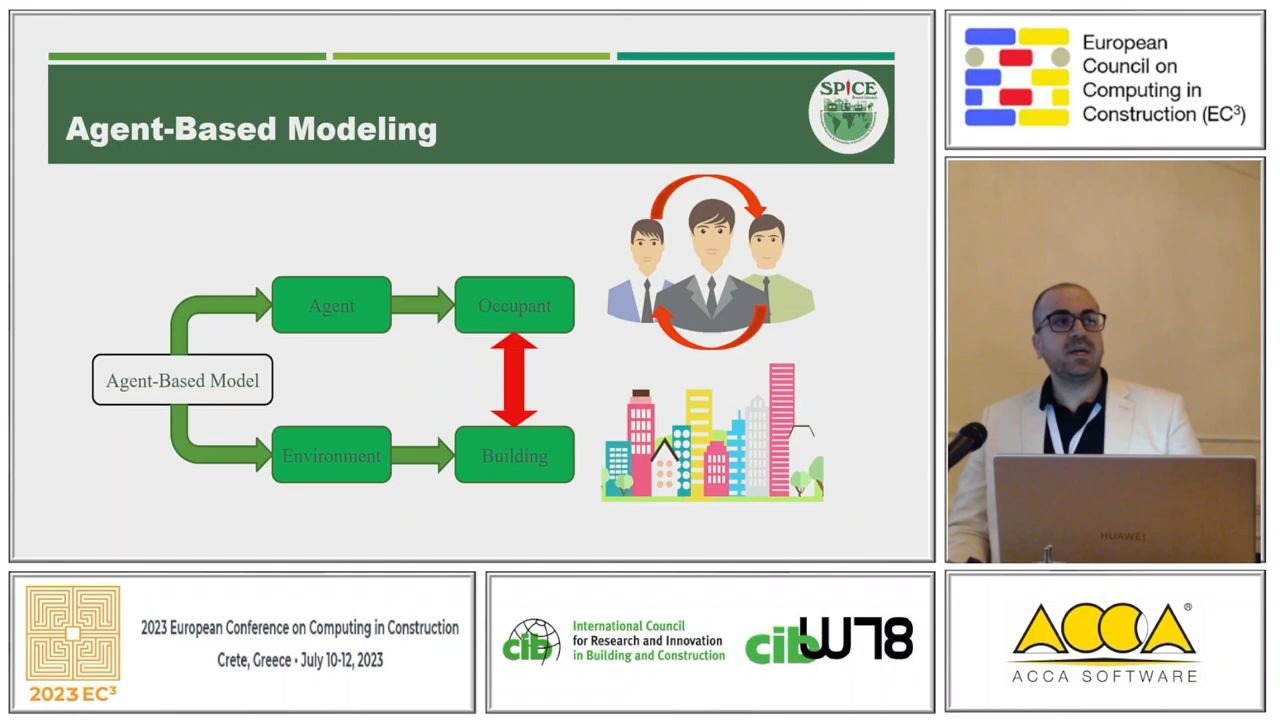 Agent-Based Modeling
SPICE
Agent
Occupant
Agent-Based Model
Environment
Building
European
Council on
Computing in
Construction (EC³)
HUAWEI
2023 EC³
2023 European Conference on Computing in Construction
Crete, Greece • July 10-12, 2023
cib
International Council
for Research and Innovation
in Building and Construction
cib W78
ACCA ®
ACCA SOFTWARE